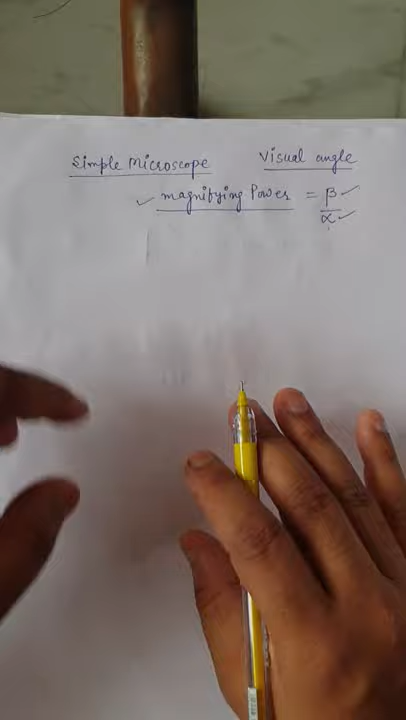 Simple Microscope Visual angle
✓ magnifying Power = β ✓
α ✓